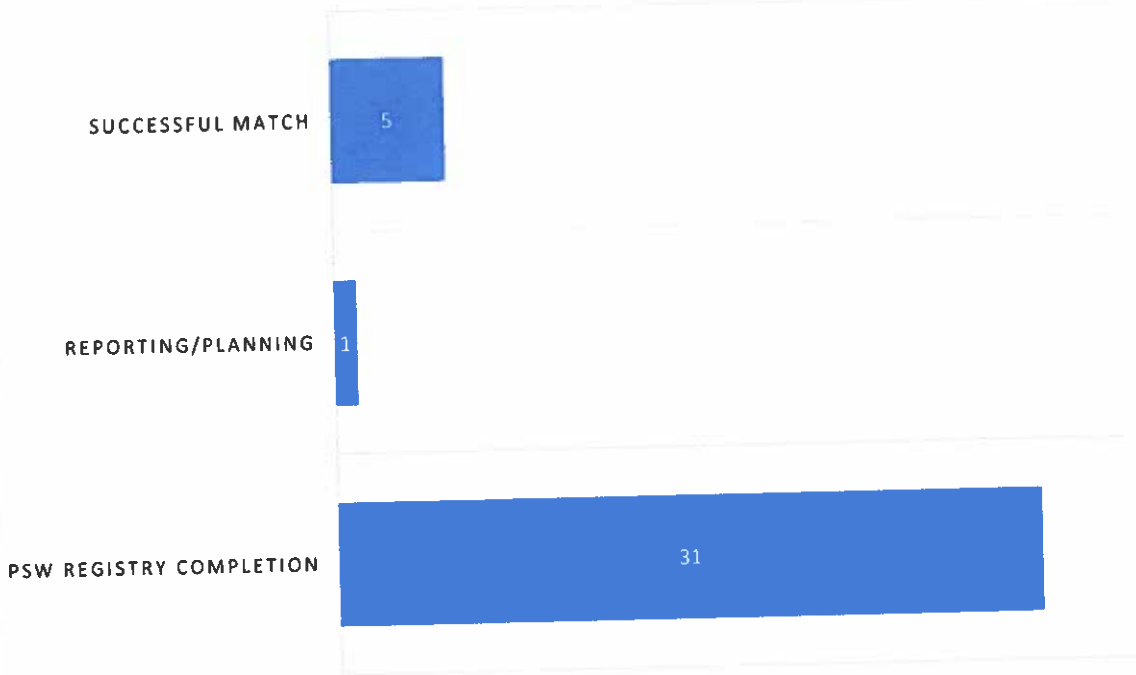 SUCCESSFUL MATCH 5
REPORTING/PLANNING 1
PSW REGISTRY COMPLETION 31